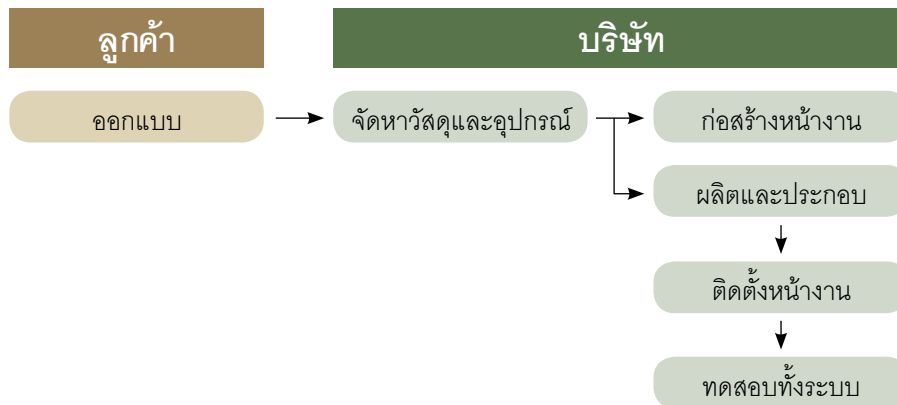 ลูกค้า
บริษัท
ออกแบบ
จัดหาวัสดุและอุปกรณ์
ก่อสร้างหน้างาน
ผลิตและประกอบ
ติดตั้งหน้างาน
ทดสอบทั้งระบบ